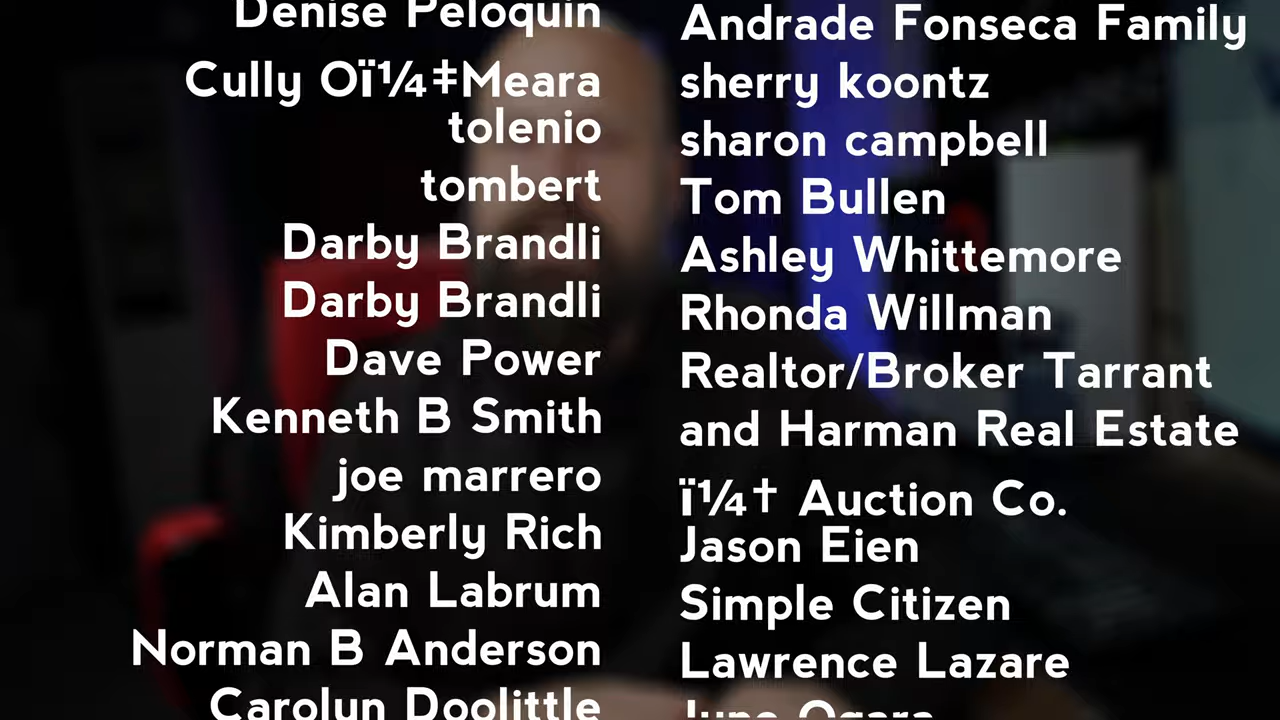 Denise Peloquin
Cully Oï¼‡Meara
tolenio
tombert
Darby Brandli
Darby Brandli
Dave Power
Kenneth B Smith
joe marrero
Kimberly Rich
Alan Labrum
Norman B Anderson
Carolyn Doolittle
Andrade Fonseca Family
sherry koontz
sharon campbell
Tom Bullen
Ashley Whittemore
Rhonda Willman
Realtor/Broker Tarrant
and Harman Real Estate
ï¼† Auction Co.
Jason Eien
Simple Citizen
Lawrence Lazare